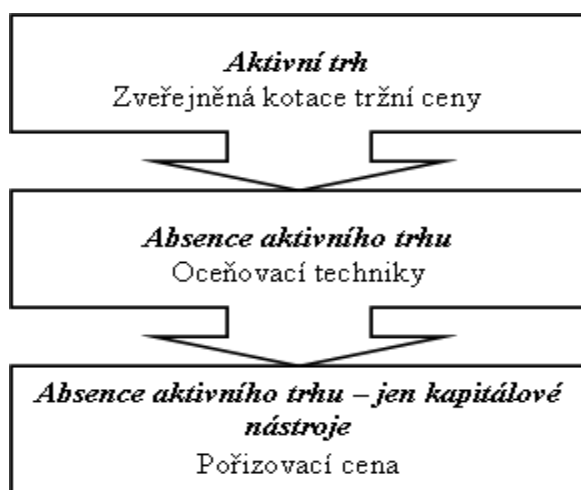 Aktivní trh
Zveřejněná kotace tržní ceny
Absence aktivního trhu
Oceňovací techniky
Absence aktivního trhu – jen kapitálové
nástroje
Pořizovací cena